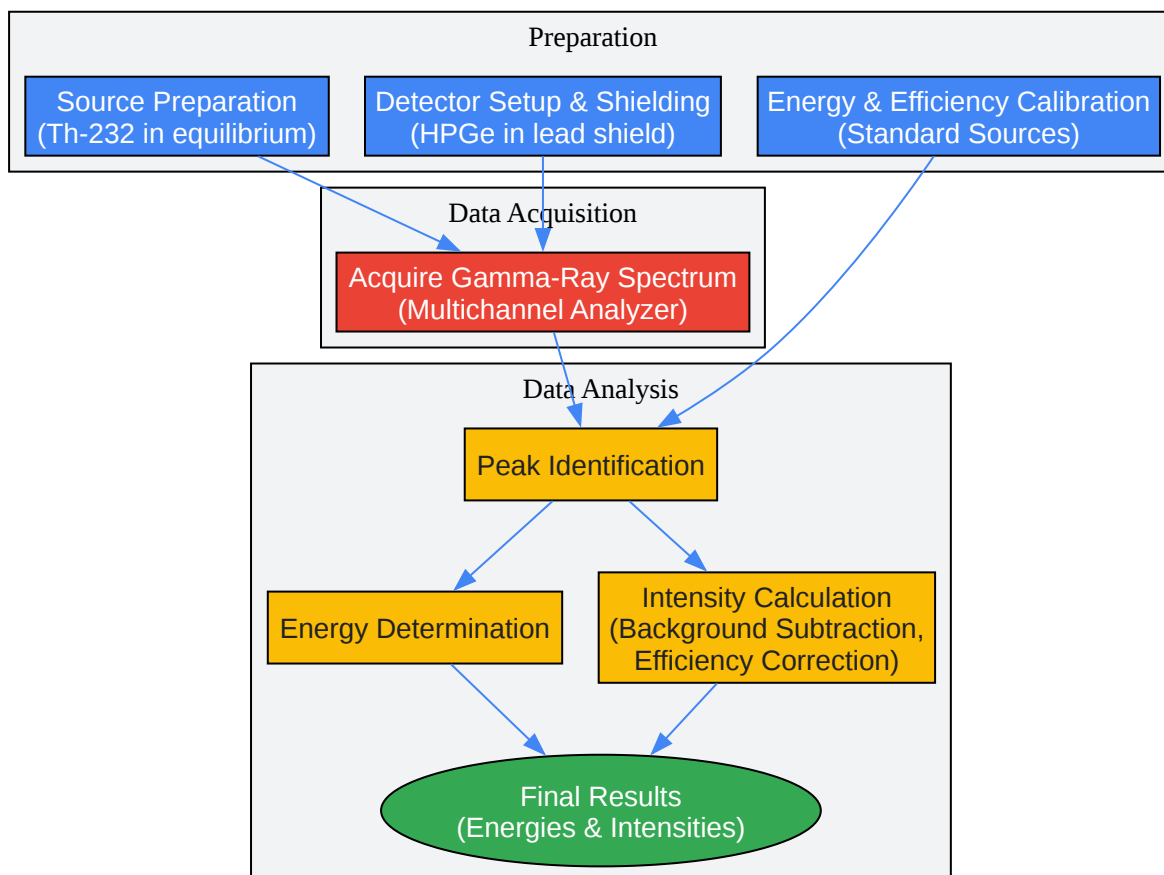 Preparation
Source Preparation
(Th-232 in equilibrium)
Detector Setup & Shielding
(HPGe in lead shield)
Energy & Efficiency Calibration
(Standard Sources)
Data Acquisition
Acquire Gamma-Ray Spectrum
(Multichannel Analyzer)
Data Analysis
Peak Identification
Energy Determination
Intensity Calculation
(Background Subtraction,
Efficiency Correction)
Final Results
(Energies & Intensities)